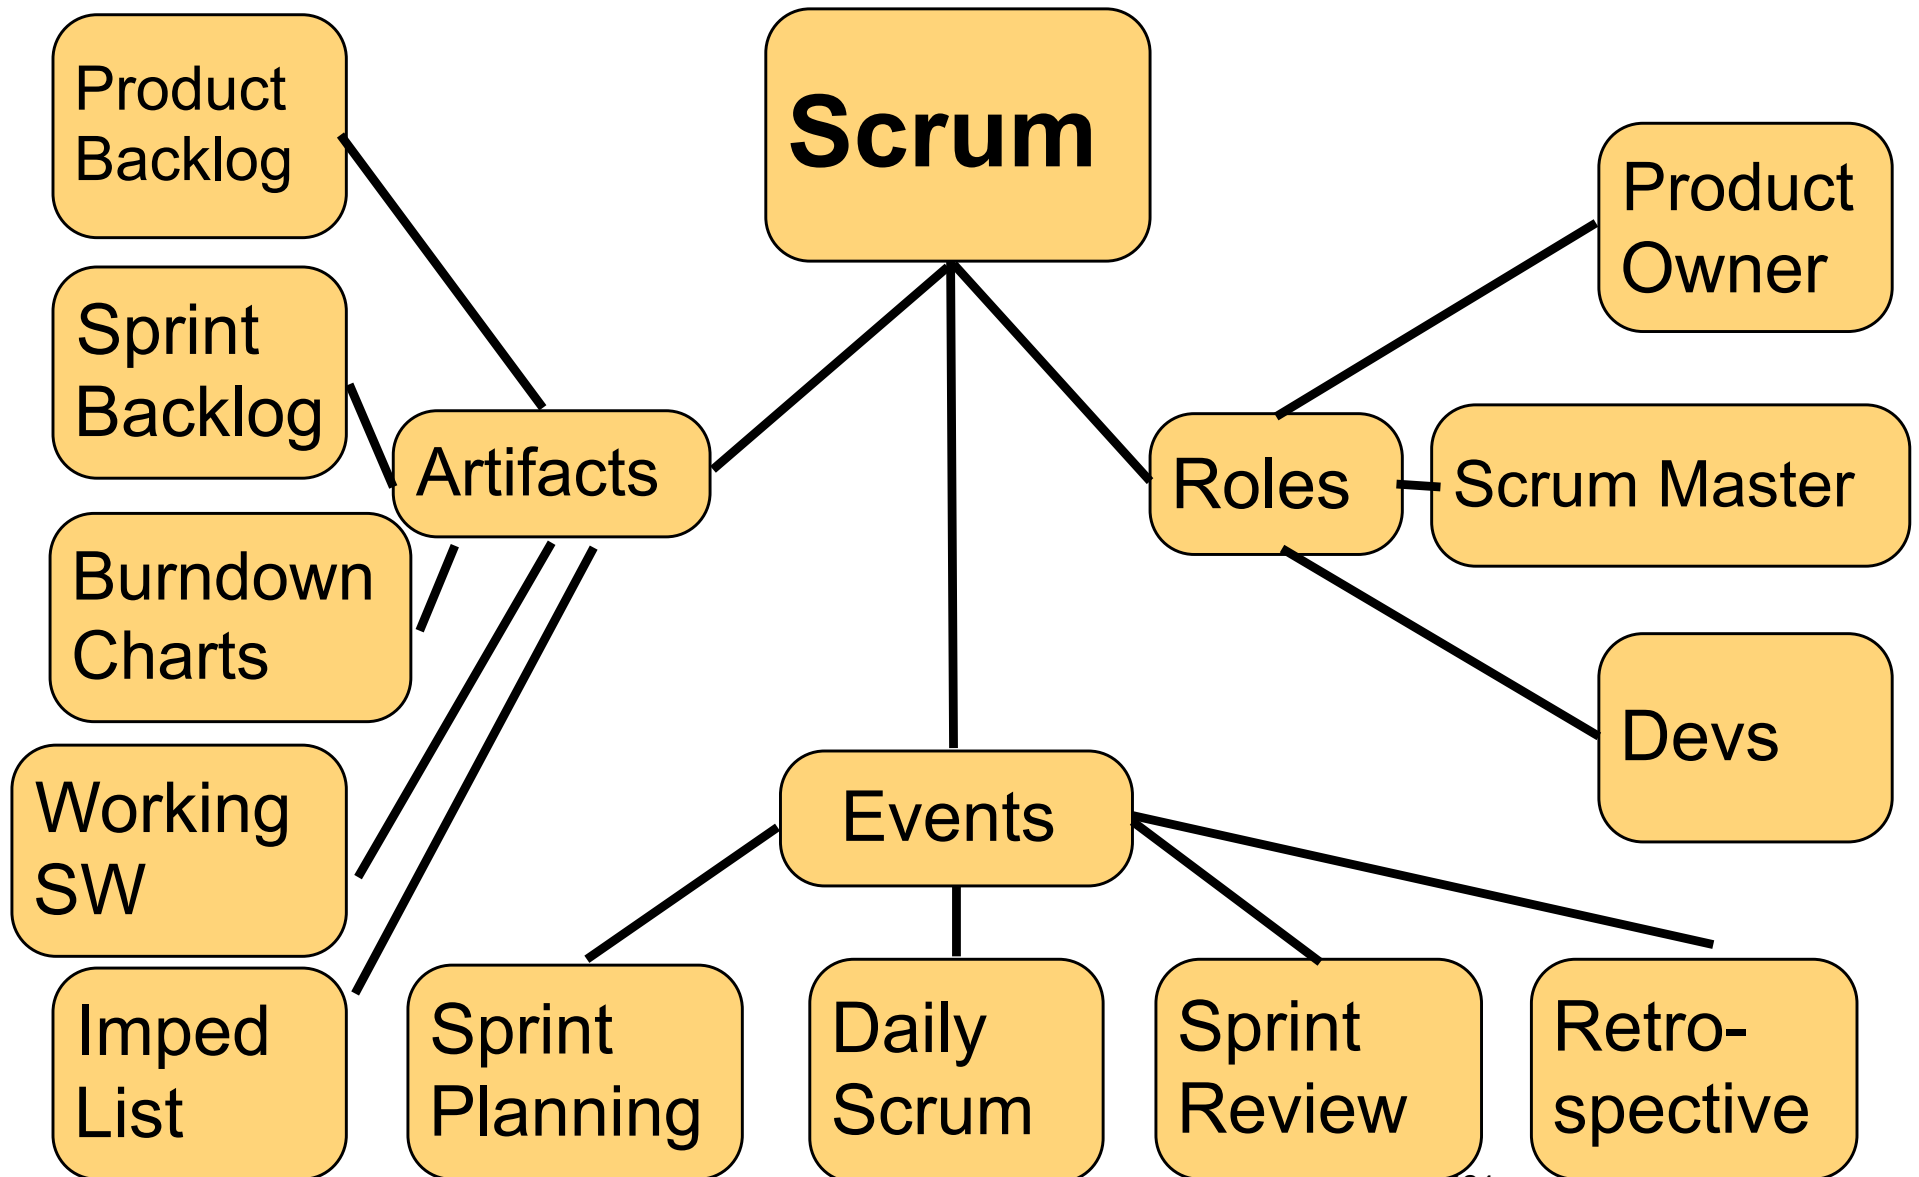 Scrum
Product
Backlog
Sprint
Backlog
Burndown
Charts
Working
SW
Imped
List
Artifacts
Events
Sprint
Planning
Daily
Scrum
Sprint
Review
Retro-
spective
Roles
Product
Owner
Scrum Master
Devs